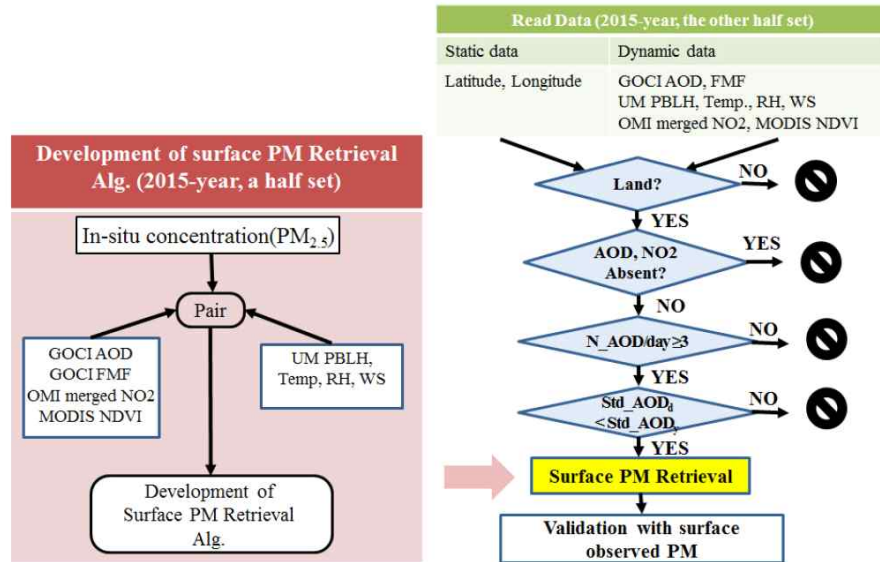 Development of surface PM Retrieval
Alg. (2015-year, a half set)
In-situ concentration(PM2.5)
Pair
GOCI AOD
GOCI FMF
OMI merged NO2
MODIS NDVI
UM PBLH,
Temp, RH, WS
Development of
Surface PM Retrieval
Alg.
Read Data (2015-year, the other half set)
Static data
Dynamic data
Latitude, Longitude
GOCI AOD, FMF
UM PBLH, Temp., RH, WS
OMI merged NO2, MODIS NDVI
Land?
NO
YES
AOD, NO2
Absent?
YES
NO
N_AOD/day≥3
NO
YES
Std_AODd
<Std_AODy
NO
YES
Surface PM Retrieval
Validation with surface
observed PM